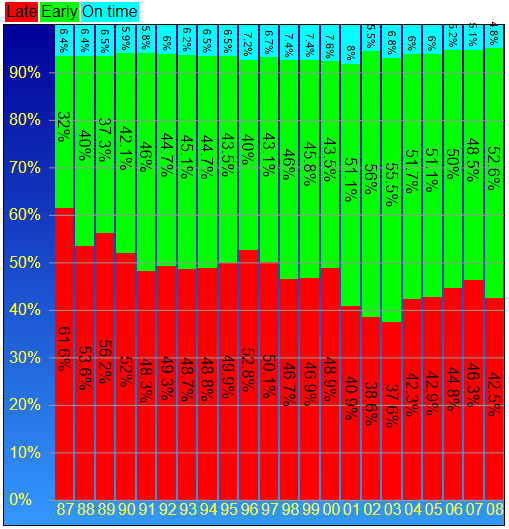 Late Early On time
6.4% 6.4% 6.5% 5.9% 5.8% 6% 6.2% 6.5% 6.5% 7.2% 6.7% 7.4% 7.4% 7.6% 8% 5.5% 6.8% 6% 6% 5.2% 5.1% 4.8%
90%
80%
32% 40% 37.3% 42.1% 46% 44.7% 45.1% 44.7% 43.5% 40% 43.1% 46% 45.8% 43.5% 51.1% 56% 55.5% 51.7% 51.1% 50% 48.5% 52.6%
70%
60%
50%
40%
30%
61.6% 53.6% 56.2% 52% 48.3% 49.3% 48.7% 48.8% 49.9% 52.8% 50.1% 46.7% 46.9% 48.9% 40.9% 38.6% 37.6% 42.3% 42.9% 44.8% 46.3% 42.5%
20%
10%
0%
87 88 89 90 91 92 93 94 95 96 97 98 99 00 01 02 03 04 05 06 07 08